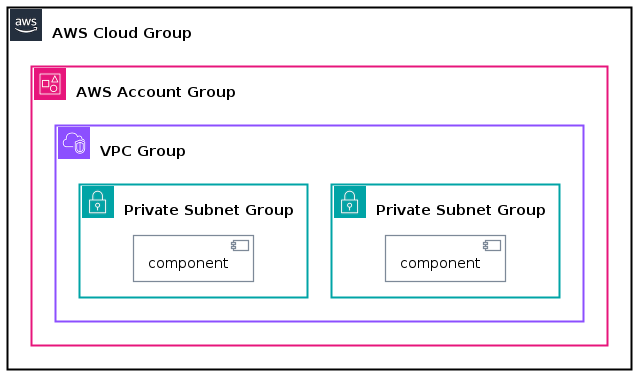 aws
AWS Cloud Group
AWS Account Group
VPC Group
Private Subnet Group
component
Private Subnet Group
component